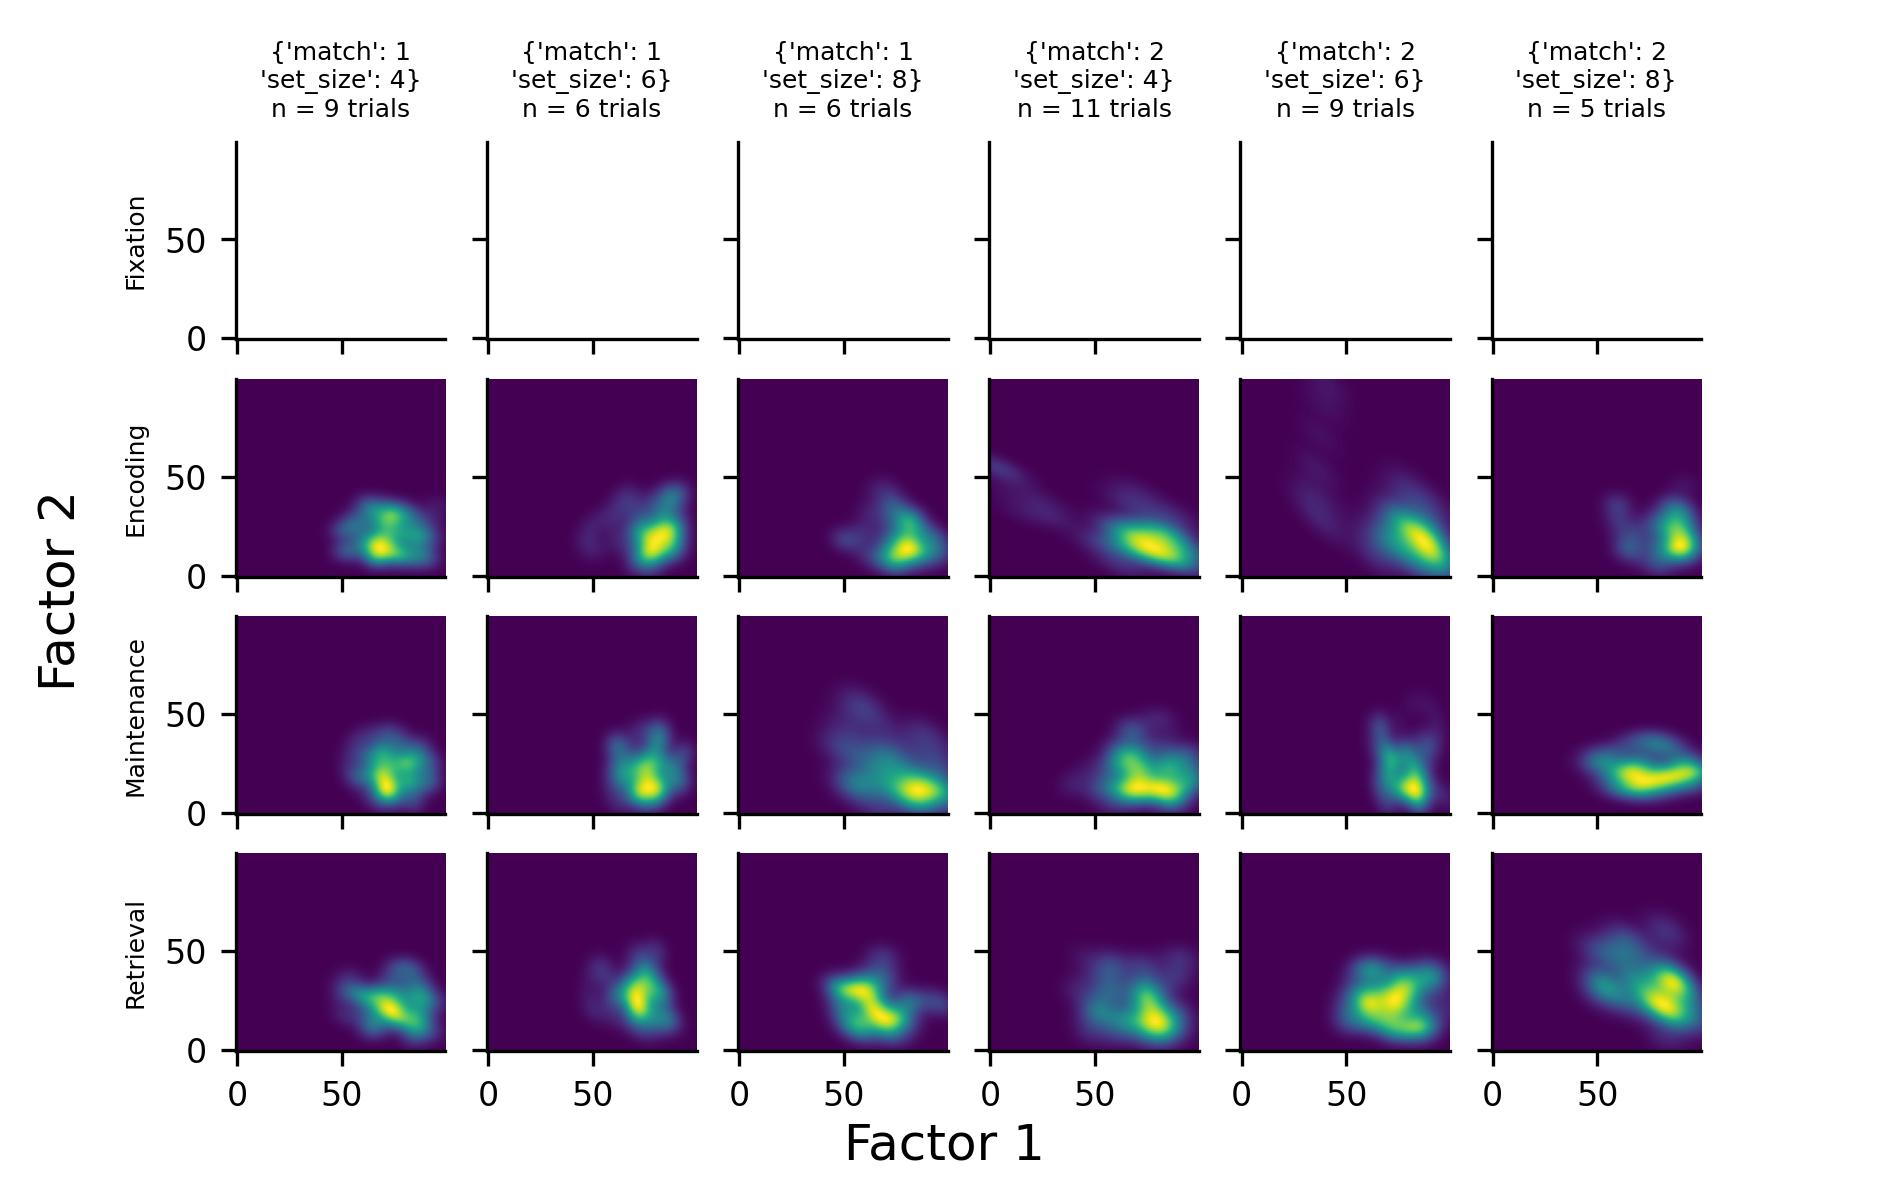 {'match': 1
'set_size': 4}
n = 9 trials
{'match': 1
'set_size': 6}
n = 6 trials
{'match': 1
'set_size': 8}
n = 6 trials
{'match': 2
'set_size': 4}
n = 11 trials
{'match': 2
'set_size': 6}
n = 9 trials
{'match': 2
'set_size': 8}
n = 5 trials
Factor 2
Fixation
50
0
Encoding
50
0
Maintenance
50
0
Retrieval
50
0
0 50 0 50 0 50 0 50 0 50 0 50
Factor 1